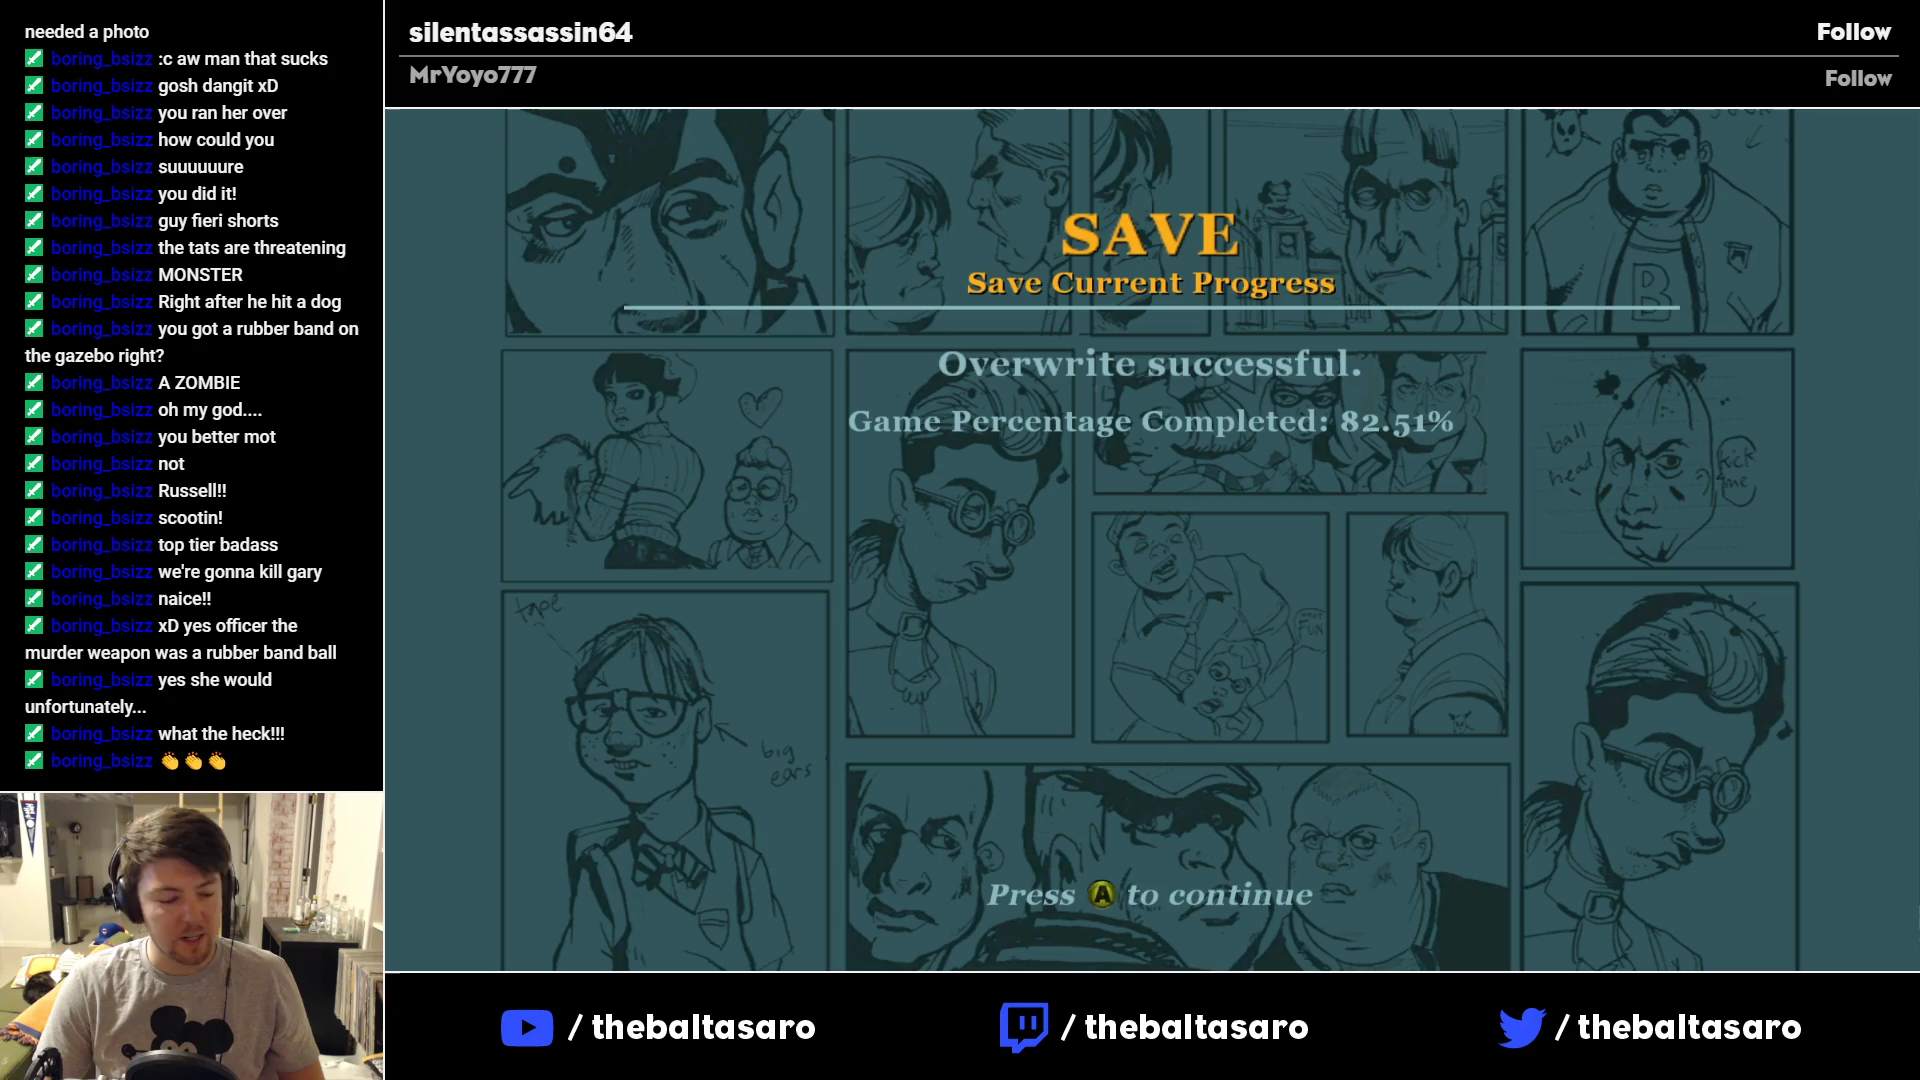 needed a photo
boring_bsizz :c aw man that sucks
boring_bsizz gosh dangit xD
boring_bsizz you ran her over
boring_bsizz how could you
boring_bsizz suuuuuure
boring_bsizz you did it!
boring_bsizz guy fieri shorts
boring_bsizz the tats are threatening
boring_bsizz MONSTER
boring_bsizz Right after he hit a dog
boring_bsizz you got a rubber band on
the gazebo right?
boring_bsizz A ZOMBIE
boring_bsizz oh my god....
boring_bsizz you better mot
boring_bsizz not
boring_bsizz Russell!!
boring_bsizz scootin!
boring_bsizz top tier badass
boring_bsizz we're gonna kill gary
boring_bsizz naice!!
boring_bsizz xD yes officer the
murder weapon was a rubber band ball
boring_bsizz yes she would
unfortunately...
boring_bsizz what the heck!!!
boring_bsizz 👏 👏 👏
silentassassin64 Follow
MrYoyo777 Follow
SAVE
Save Current Progress
Overwrite successful.
Game Percentage Completed: 82.51%
B
ball
head
kick
me
tape
big
ears
FUN
Press A to continue
/ thebaltasaro
/ thebaltasaro
/ thebaltasaro